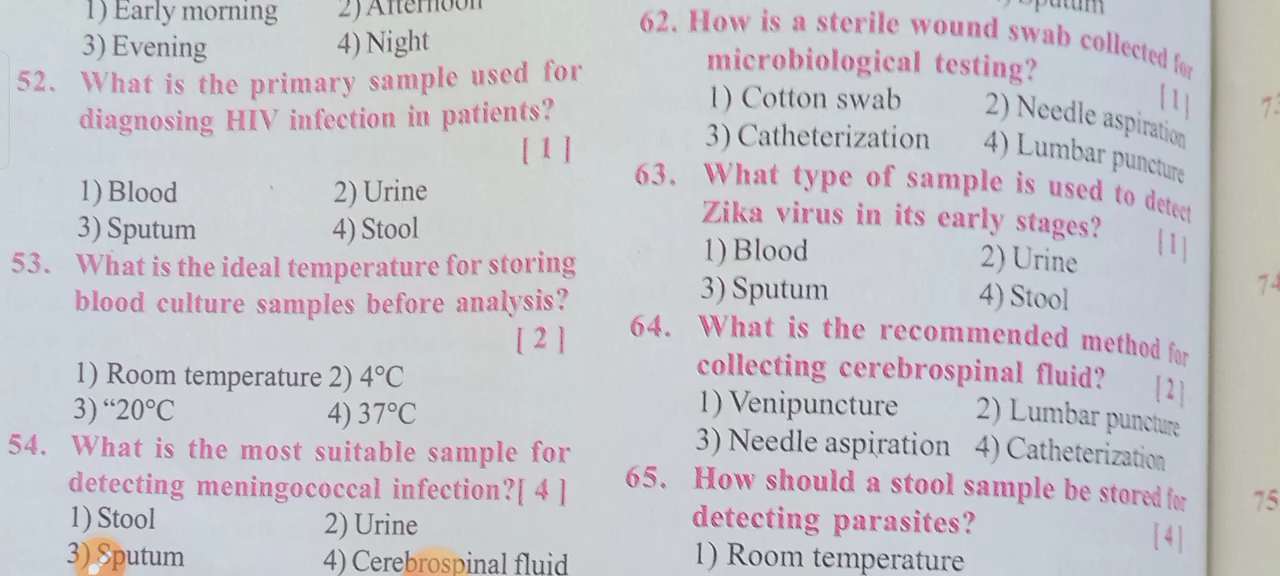 1) Early morning 2) Afternoon
3) Evening 4) Night
52. What is the primary sample used for
diagnosing HIV infection in patients?
[ 1 ]
1) Blood 2) Urine
3) Sputum 4) Stool
53. What is the ideal temperature for storing
blood culture samples before analysis?
[ 2 ]
1) Room temperature 2) 4°C
3) “20°C 4) 37°C
54. What is the most suitable sample for
detecting meningococcal infection?[ 4 ]
1) Stool 2) Urine
3) Sputum 4) Cerebrospinal fluid
62. How is a sterile wound swab collected for
microbiological testing?
[1]
1) Cotton swab 2) Needle aspiration
3) Catheterization 4) Lumbar puncture
63. What type of sample is used to detect
Zika virus in its early stages?
[1]
1) Blood 2) Urine
3) Sputum 4) Stool
64. What is the recommended method for
collecting cerebrospinal fluid? [2]
1) Venipuncture 2) Lumbar puncture
3) Needle aspiration 4) Catheterization
65. How should a stool sample be stored for
detecting parasites? [4]
1) Room temperature
74
75